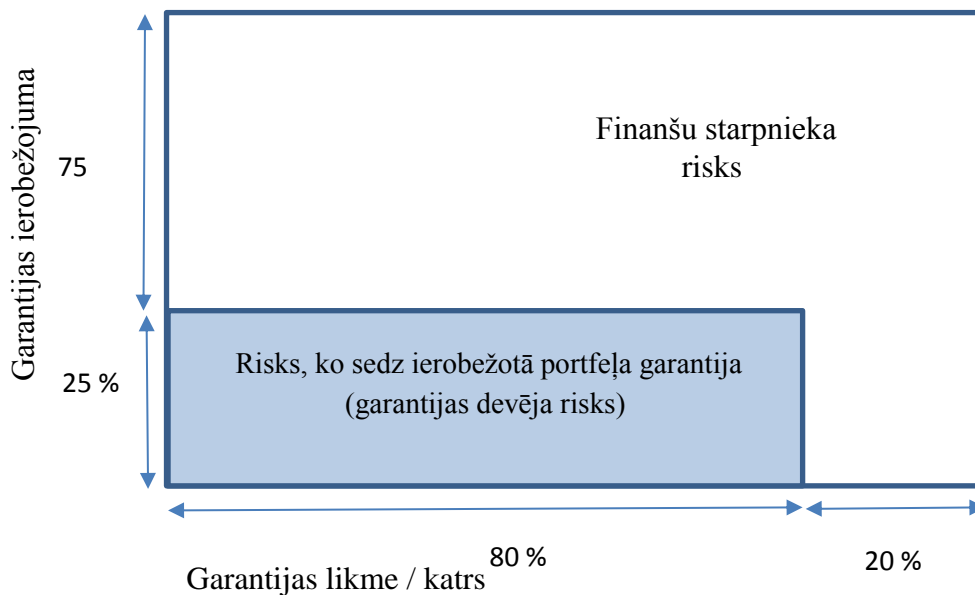 Garantijas ierobežojuma
75
25 %
Finanšu starpnieka
risks
Risks, ko sedz ierobežotā portfeļa garantija
(garantijas devēja risks)
80 %
20 %
Garantijas likme / katrs